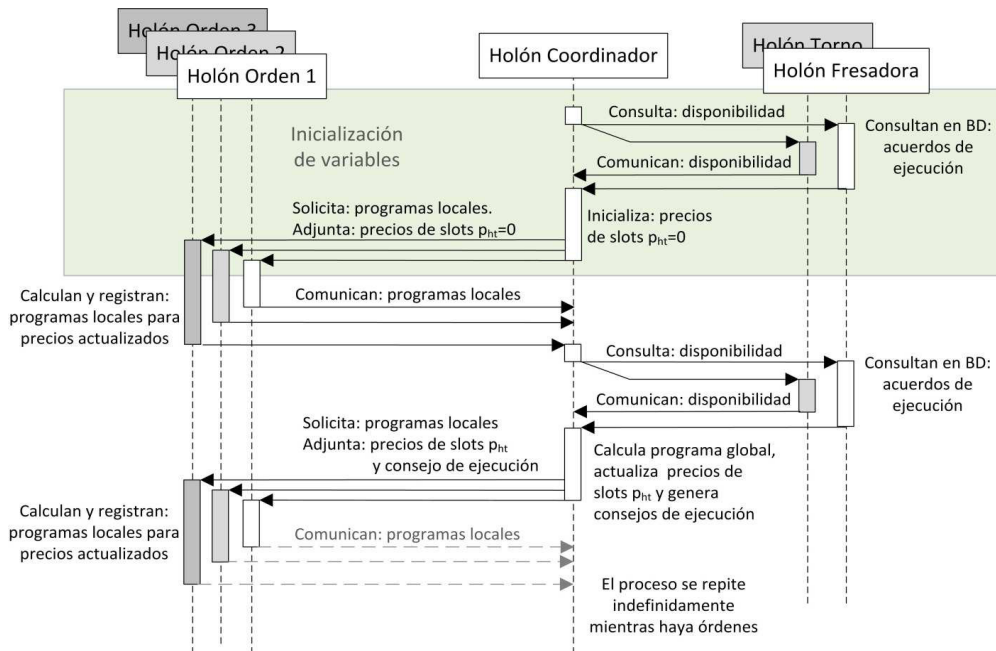 Holón Orden 3
Holón Orden 2
Holón Orden 1
Holón Coordinador
Holón Torno
Holón Fresadora
Inicialización
de variables
Consulta: disponibilidad
Consultan en BD:
acuerdos de
ejecución
Comunican: disponibilidad
Solicita: programas locales.
Adjunta: precios de slots pht=0
Inicializa: precios
de slots pht=0
Calculan y registran:
programas locales para
precios actualizados
Comunican: programas locales
Consulta: disponibilidad
Consultan en BD:
acuerdos de
ejecución
Comunican: disponibilidad
Solicita: programas locales
Adjunta: precios de slots pht
y consejo de ejecución
Calcula programa global,
actualiza precios de
slots pht y genera
consejos de ejecución
Calculan y registran:
programas locales para
precios actualizados
Comunican: programas locales
El proceso se repite
indefinidamente
mientras haya órdenes